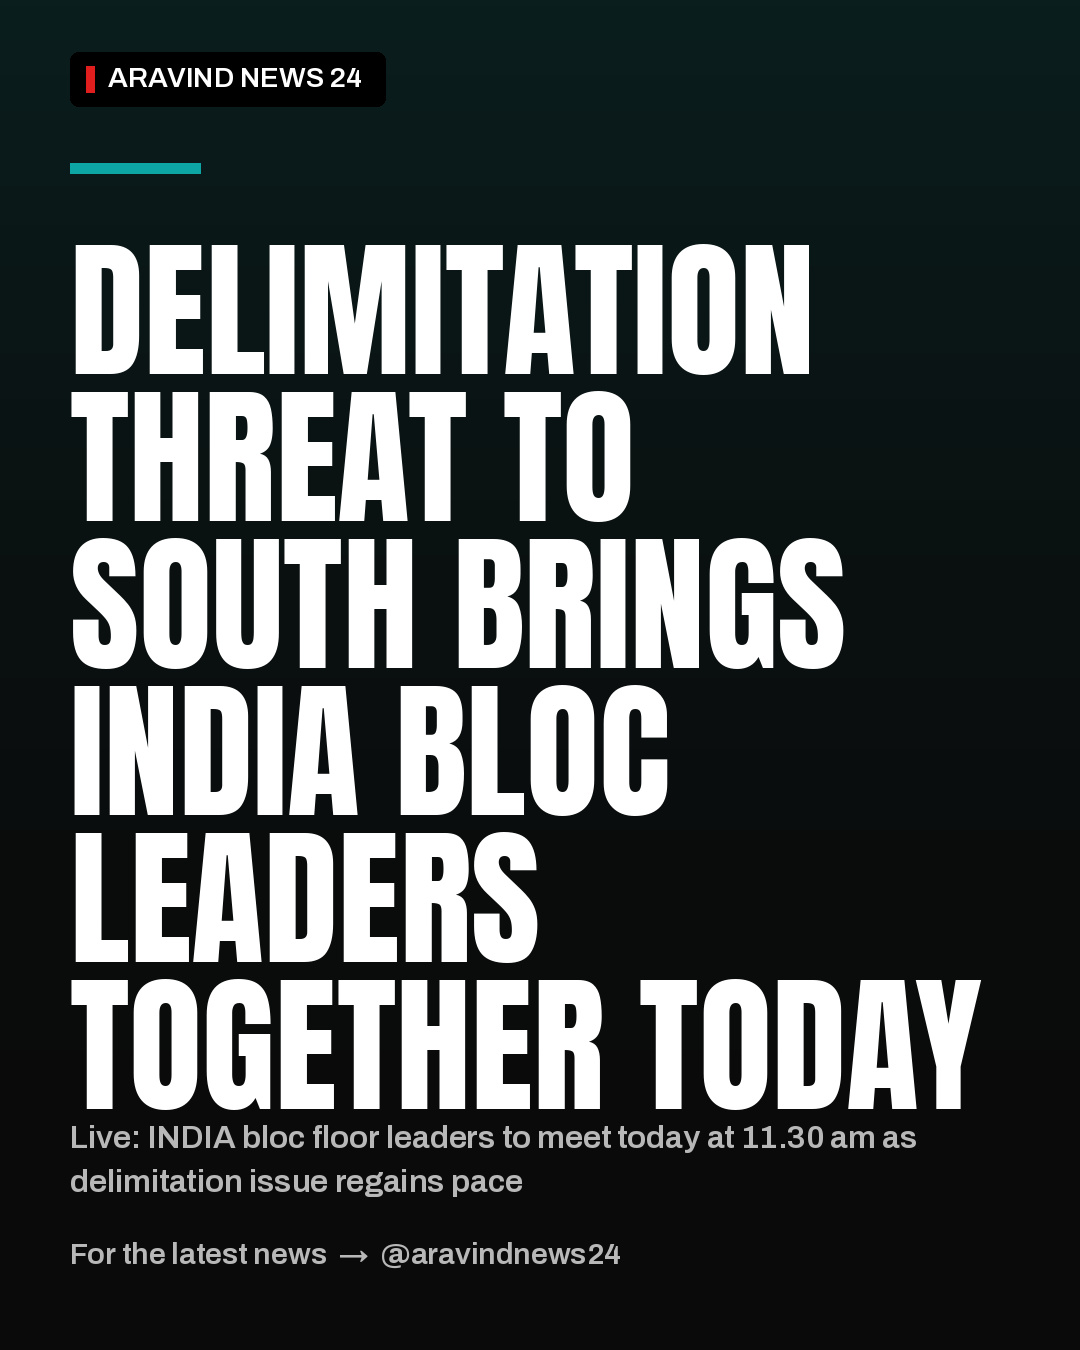 ARAVIND NEWS 24
DELIMITATION
THREAT TO
SOUTH BRINGS
INDIA BLOC
LEADERS
TOGETHER TODAY
Live: INDIA bloc floor leaders to meet today at 11.30 am as
delimitation issue regains pace
For the latest news → @aravindnews24